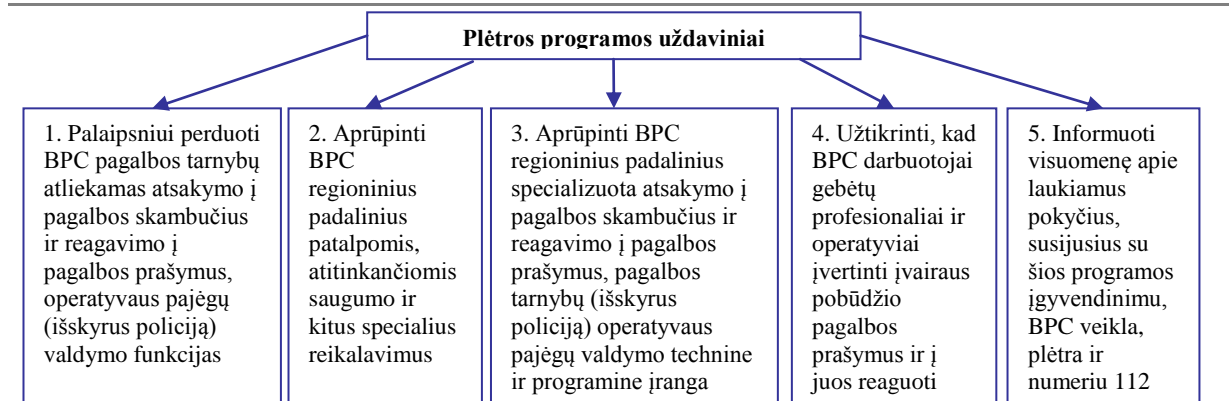 Plėtros programos uždaviniai
1. Palaipsniui perduoti
BPC pagalbos tarnybų
atliekamas atsakymo į
pagalbos skambučius
ir reagavimo į
pagalbos prašymus,
operatyvaus pajėgų
(išskyrus policiją)
valdymo funkcijas
2. Aprūpinti
BPC
regioninius
padalinius
patalpomis,
atitinkančiomis
saugumo ir
kitus specialius
reikalavimus
3. Aprūpinti BPC
regioninius padalinius
specializuota atsakymo į
pagalbos skambučius ir
reagavimo į pagalbos
prašymus, pagalbos
tarnybų (išskyrus
policiją) operatyvaus
pajėgų valdymo technine
ir programine įranga
4. Užtikrinti, kad
BPC darbuotojai
gebėtų
profesionaliai ir
operatyviai
įvertinti įvairaus
pobūdžio
pagalbos
prašymus ir į
juos reaguoti
5. Informuoti
visuomenę apie
laukiamus
pokyčius,
susijusius su
šios programos
įgyvendinimu,
BPC veikla,
plėtra ir
numeriu 112